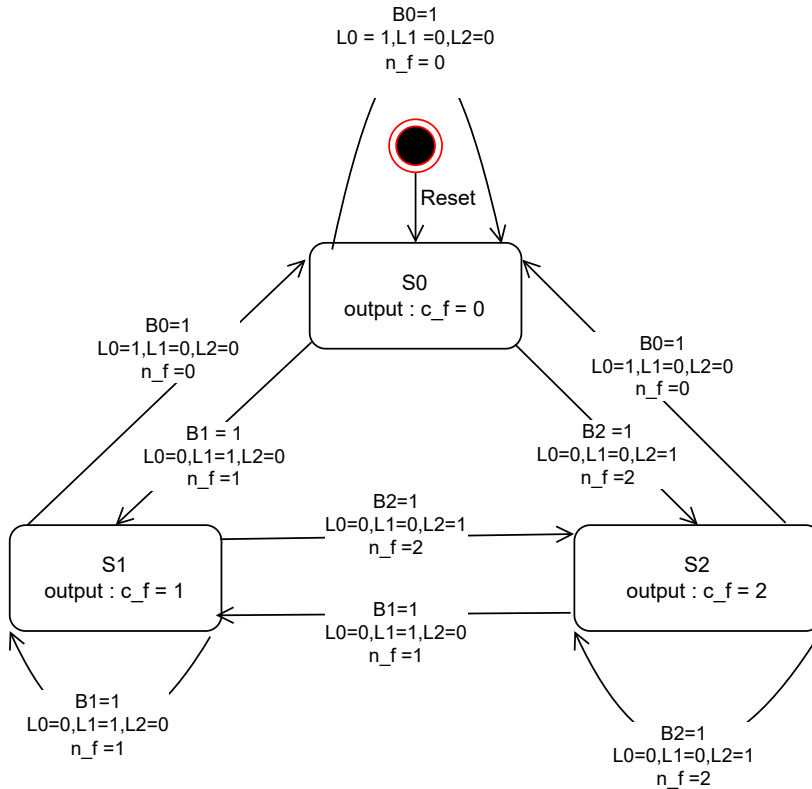 B0=1
L0 = 1,L1 =0,L2=0
n_f = 0
Reset
S0
output : c_f = 0
B0=1
L0=1,L1=0,L2=0
n_f =0
B0=1
L0=1,L1=0,L2=0
n_f =0
B1 = 1
L0=0,L1=1,L2=0
n_f =1
B2 =1
L0=0,L1=0,L2=1
n_f =2
B2=1
L0=0,L1=0,L2=1
n_f =2
S1
output : c_f = 1
S2
output : c_f = 2
B1=1
L0=0,L1=1,L2=0
n_f =1
B1=1
L0=0,L1=1,L2=0
n_f =1
B2=1
L0=0,L1=0,L2=1
n_f =2